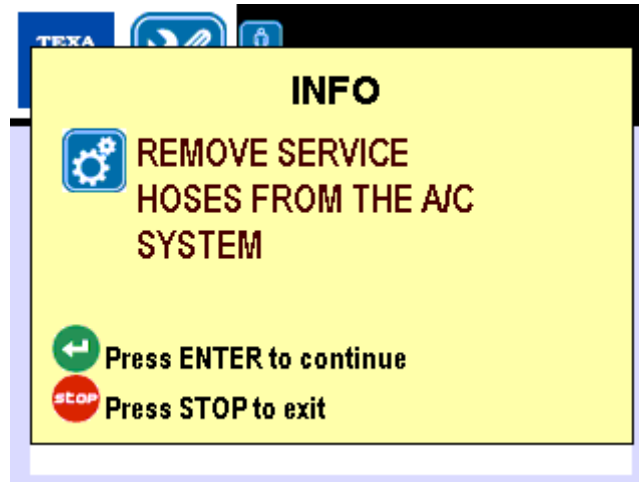 TEXA
INFO
REMOVE SERVICE
HOSES FROM THE A/C
SYSTEM
Press ENTER to continue
stop Press STOP to exit